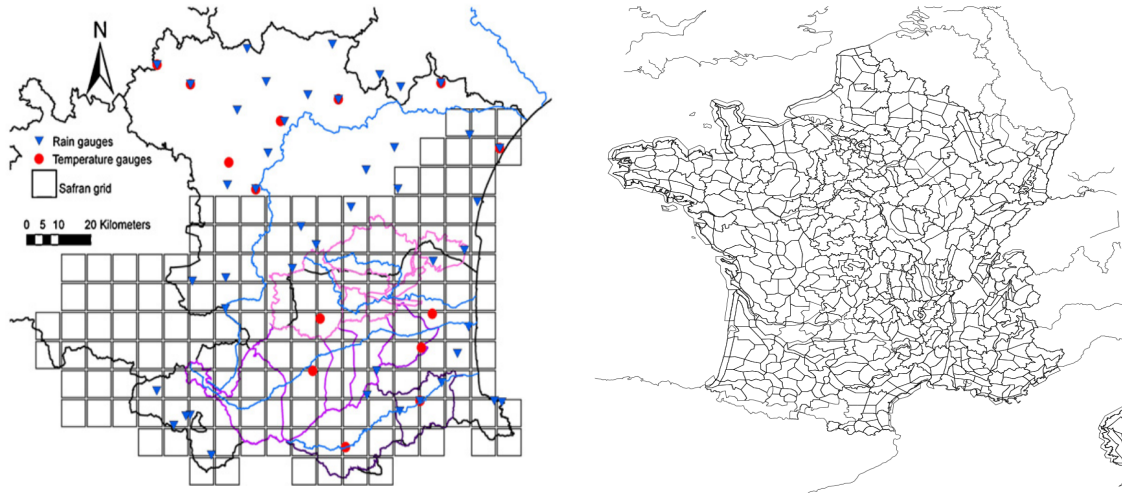 N
Rain gauges
Temperature gauges
Safran grid
0 5 10 20 Kilometers